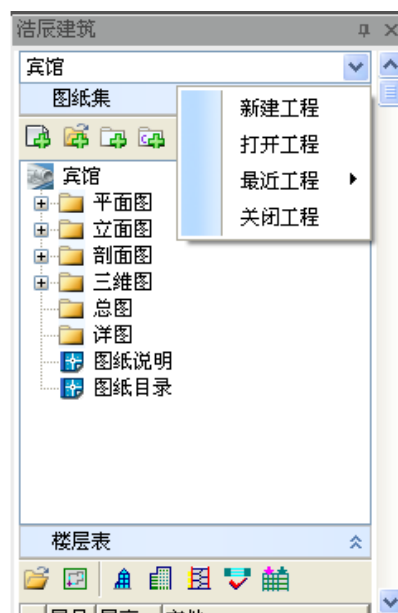 浩辰建筑
宾馆
图纸集
新建工程
打开工程
最近工程
关闭工程
宾馆
平面图
立面图
剖面图
三维图
总图
详图
图纸说明
图纸目录
楼层表